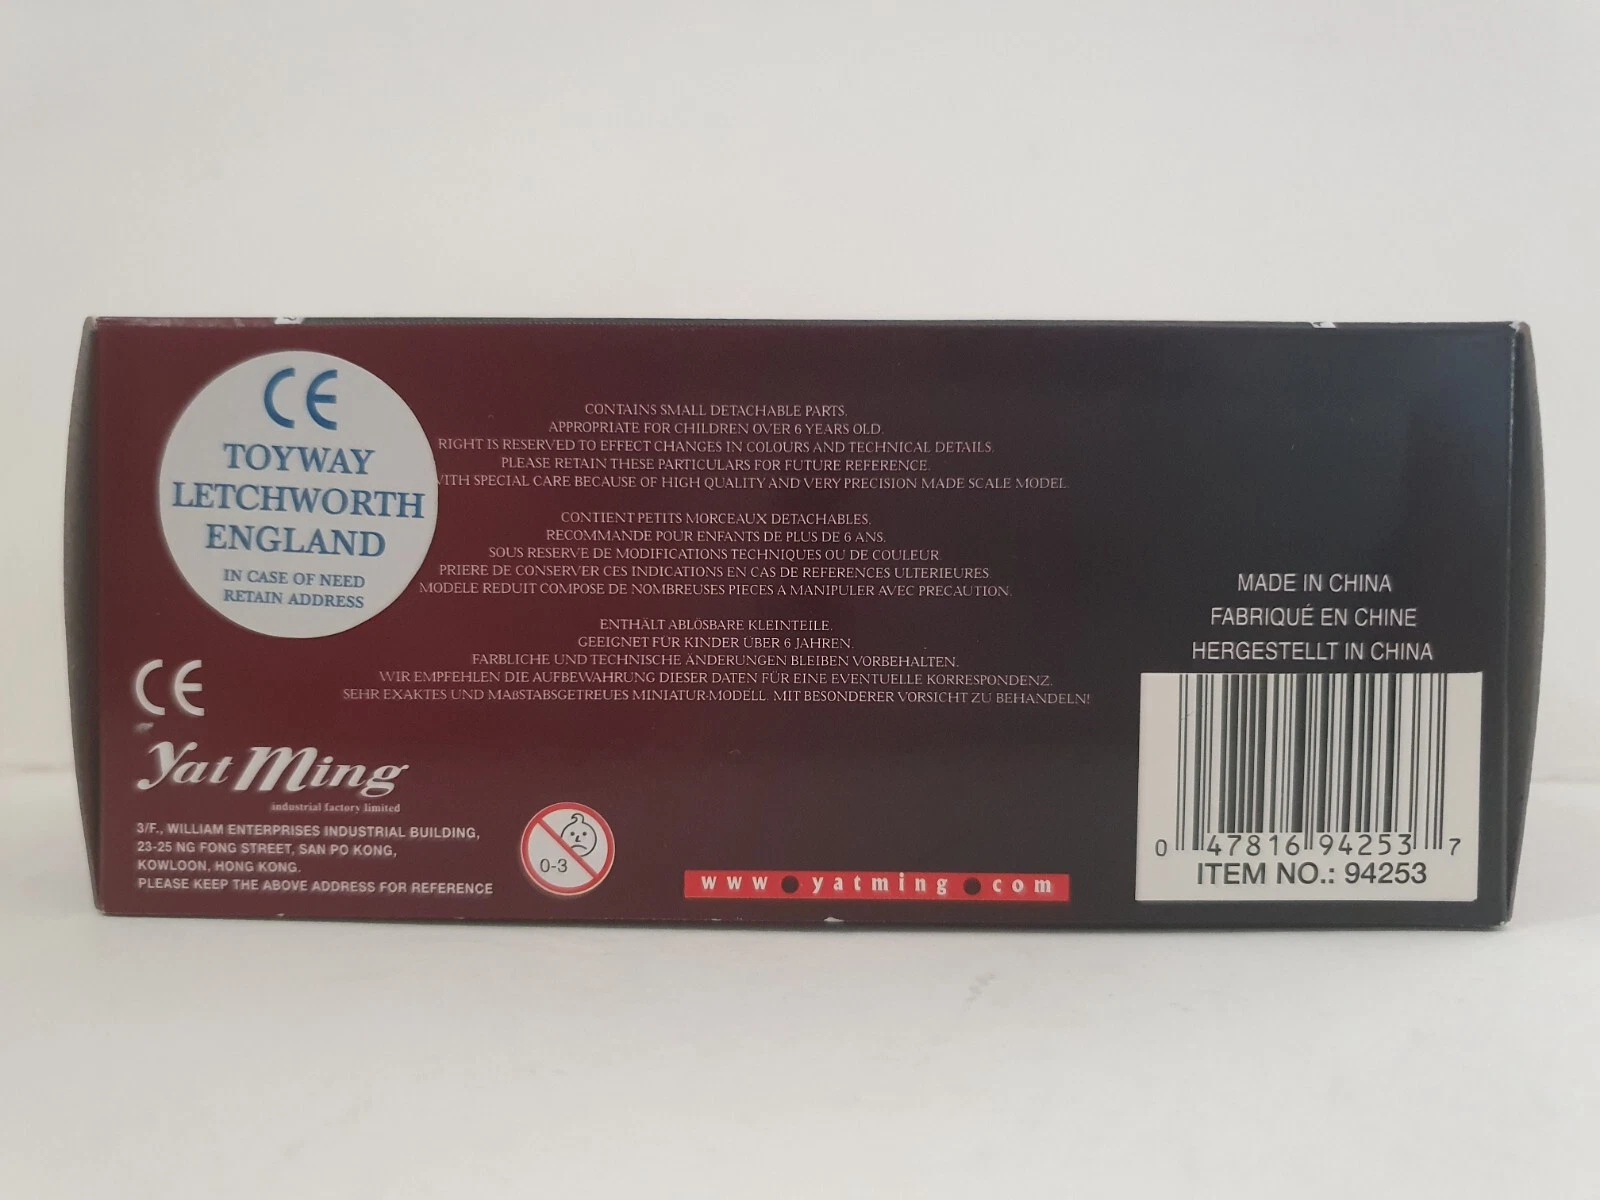 CE
TOYWAY
LETCHWORTH
ENGLAND
IN CASE OF NEED
RETAIN ADDRESS
CONTAINS SMALL DETACHABLE PARTS.
APPROPRIATE FOR CHILDREN OVER 6 YEARS OLD.
RIGHT IS RESERVED TO EFFECT CHANGES IN COLOURS AND TECHNICAL DETAILS.
PLEASE RETAIN THESE PARTICULARS FOR FUTURE REFERENCE.
SPECIAL CARE BECAUSE OF HIGH QUALITY AND VERY PRECISION MADE SCALE MODEL.
CONTIENT PETITS MORCEAUX DETACHABLES.
RECOMMANDE POUR ENFANTS DE PLUS DE 6 ANS.
SOUS RESERVE DE MODIFICATIONS TECHNIQUES OU DE COULEUR.
PRIERE DE CONSERVER CES INDICATIONS EN CAS DE REFERENCES ULTERIEURES
MODELE REDUIT COMPOSE DE NOMBREUSES PIECES A MANIPULER AVEC PRECAUTION.
ENTHÄLT ABLÖSBARE KLEINTEILE.
GEEIGNET FÜR KINDER ÜBER 6 JAHREN.
FARBLICHE UND TECHNISCHE ÄNDERUNGEN BLEIBEN VORBEHALTEN.
WIR EMPFEHLEN DIE AUFBEWAHRUNG DIESER DATEN FÜR EINE EVENTUELLE KORRESPONDENZ.
SEHR EXAKTES UND MAßSTABSGETREUES MINIATUR-MODELL. MIT BESONDERER VORSICHT ZU BEHANDELN!
CE
Yat Ming
industrial factory limited
3/F., WILLIAM ENTERPRISES INDUSTRIAL BUILDING,
23-25 NG FONG STREET, SAN PO KONG,
KOWLOON, HONG KONG.
PLEASE KEEP THE ABOVE ADDRESS FOR REFERENCE
0-3
www●yatming●com
MADE IN CHINA
FABRIQUÉ EN CHINE
HERGESTELLT IN CHINA
0 47816 94253 7
ITEM NO.: 94253